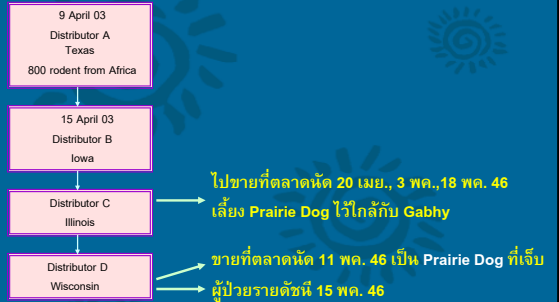 9 April 03
Distributor A
Texas
800 rodent from Africa
15 April 03
Distributor B
Iowa
Distributor C
Illinois
ไปขายที่ตลาดนัด 20 เมย., 3 พค.,18 พค. 46
เลี้ยง Prairie Dog ไว้ใกล้กับ Gabhy
Distributor D
Wisconsin
ขายที่ตลาดนัด 11 พค. 46 เป็น Prairie Dog ที่เจ็บ
ผู้ป่วยรายดัชนี 15 พค. 46